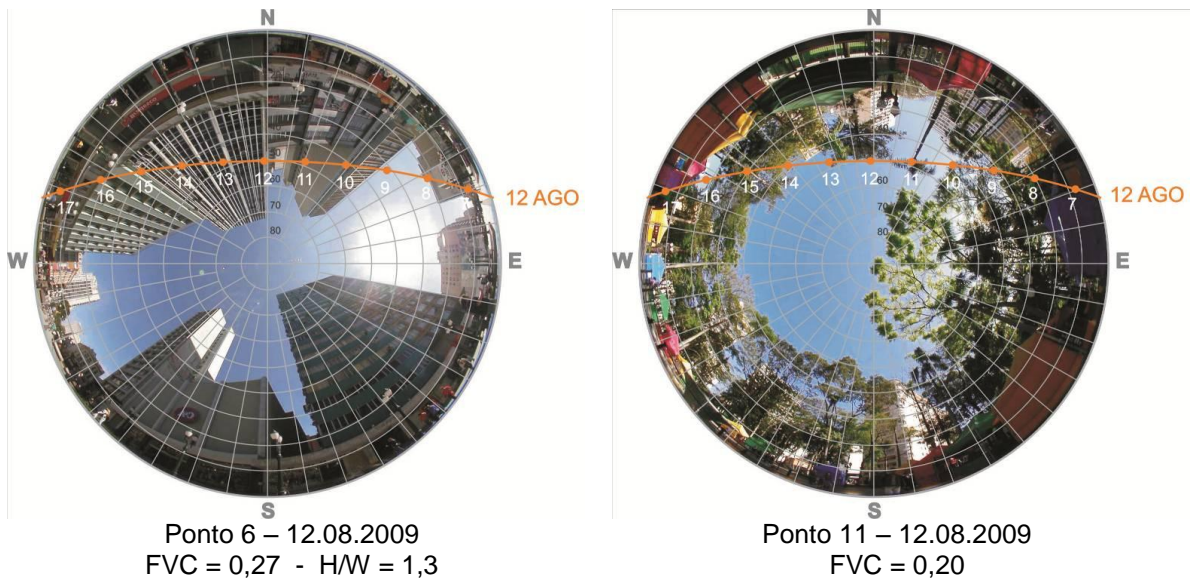 N
17 16 15 14 13 12 11 10 9 8
12 AGO
60
70
80
W
E
S
Ponto 6 – 12.08.2009
FVC = 0,27 - H/W = 1,3
N
17 16 15 14 13 12 11 10 9 8 7
12 AGO
60
70
80
W
E
S
Ponto 11 – 12.08.2009
FVC = 0,20